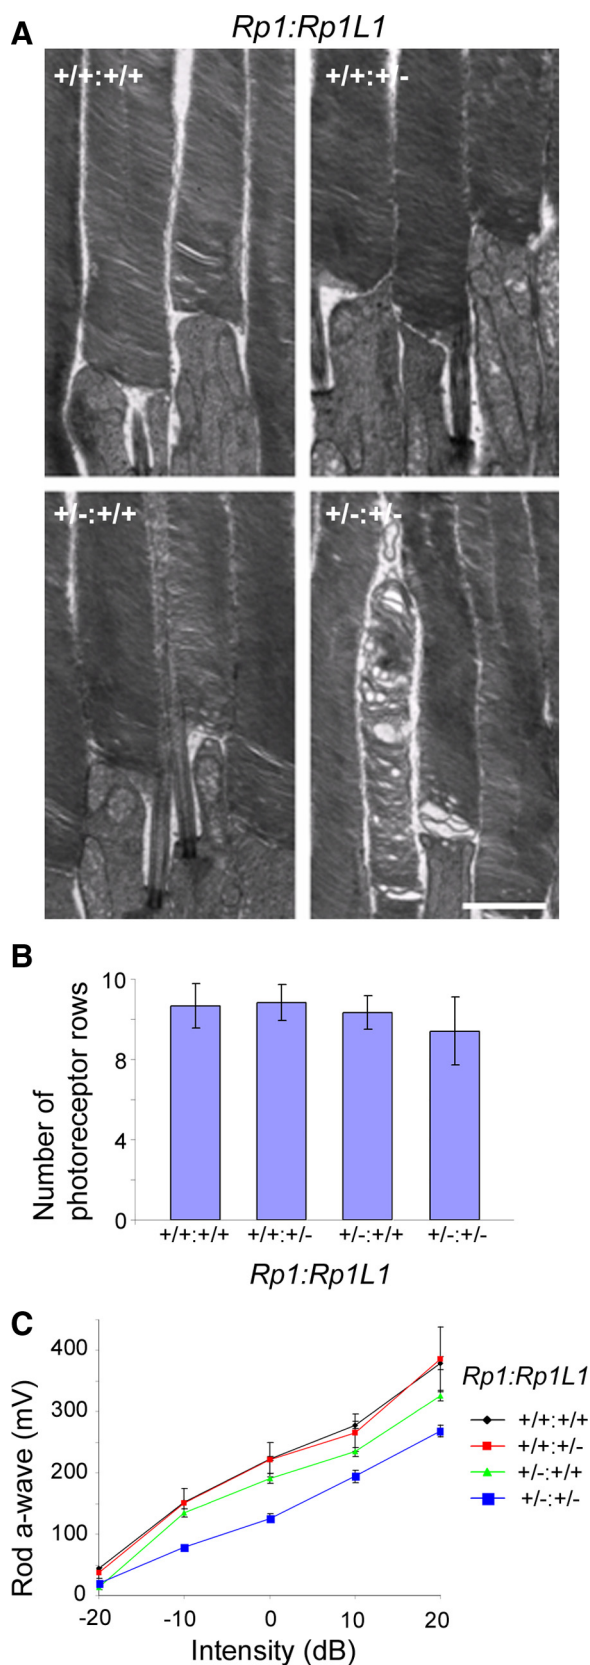 A
Rp1:Rp1L1
+/+:+/+
+/+:+/-
+/-:+/+
+/-:+/-
B
Number of
photoreceptor rows
10
8
4
0
+/+:+/+ +/+:+/- +/-:+/+ +/-:+/-
Rp1:Rp1L1
C
Rod a-wave (mV)
400
300
200
100
0
-20 -10 0 10 20
Intensity (dB)
Rp1:Rp1L1
+/+:+/+
+/+:+/-
+/-:+/+
+/-:+/-